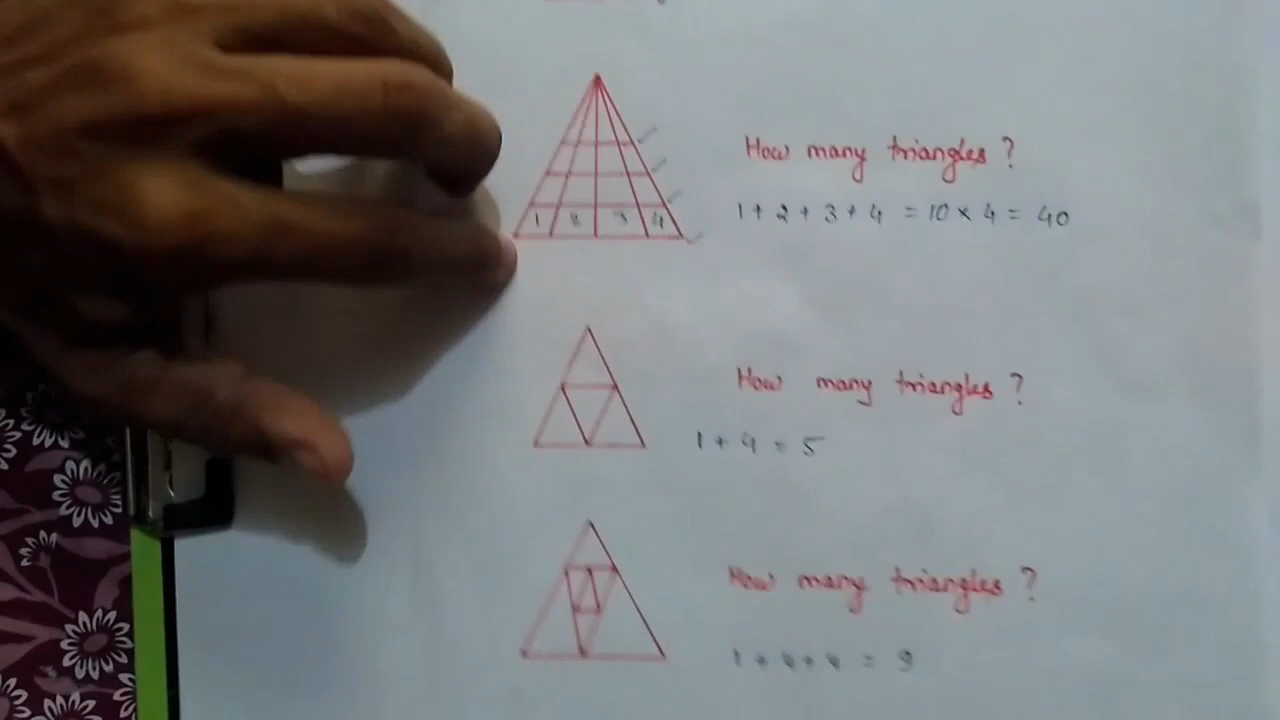 How many triangles ?
1 + 2 + 3 + 4 = 10 × 4 = 40
1 2 3 4
How many triangles ?
1 + 4 = 5
How many triangles ?
1 + 4 + 4 = 9